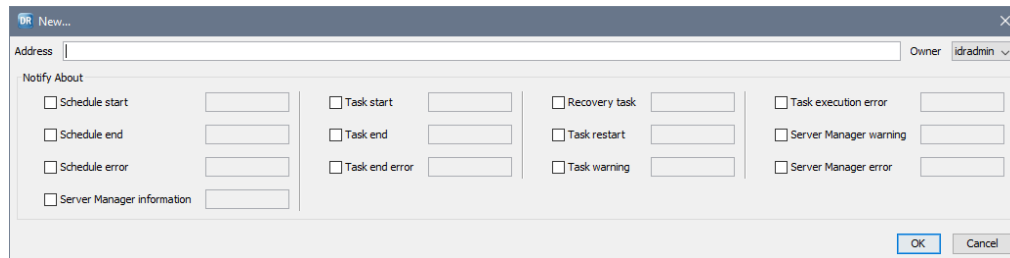 DR New...
Address Owner idradmin
Notify About
Schedule start Task start Recovery task Task execution error
Schedule end Task end Task restart Server Manager warning
Schedule error Task end error Task warning Server Manager error
Server Manager information
OK Cancel